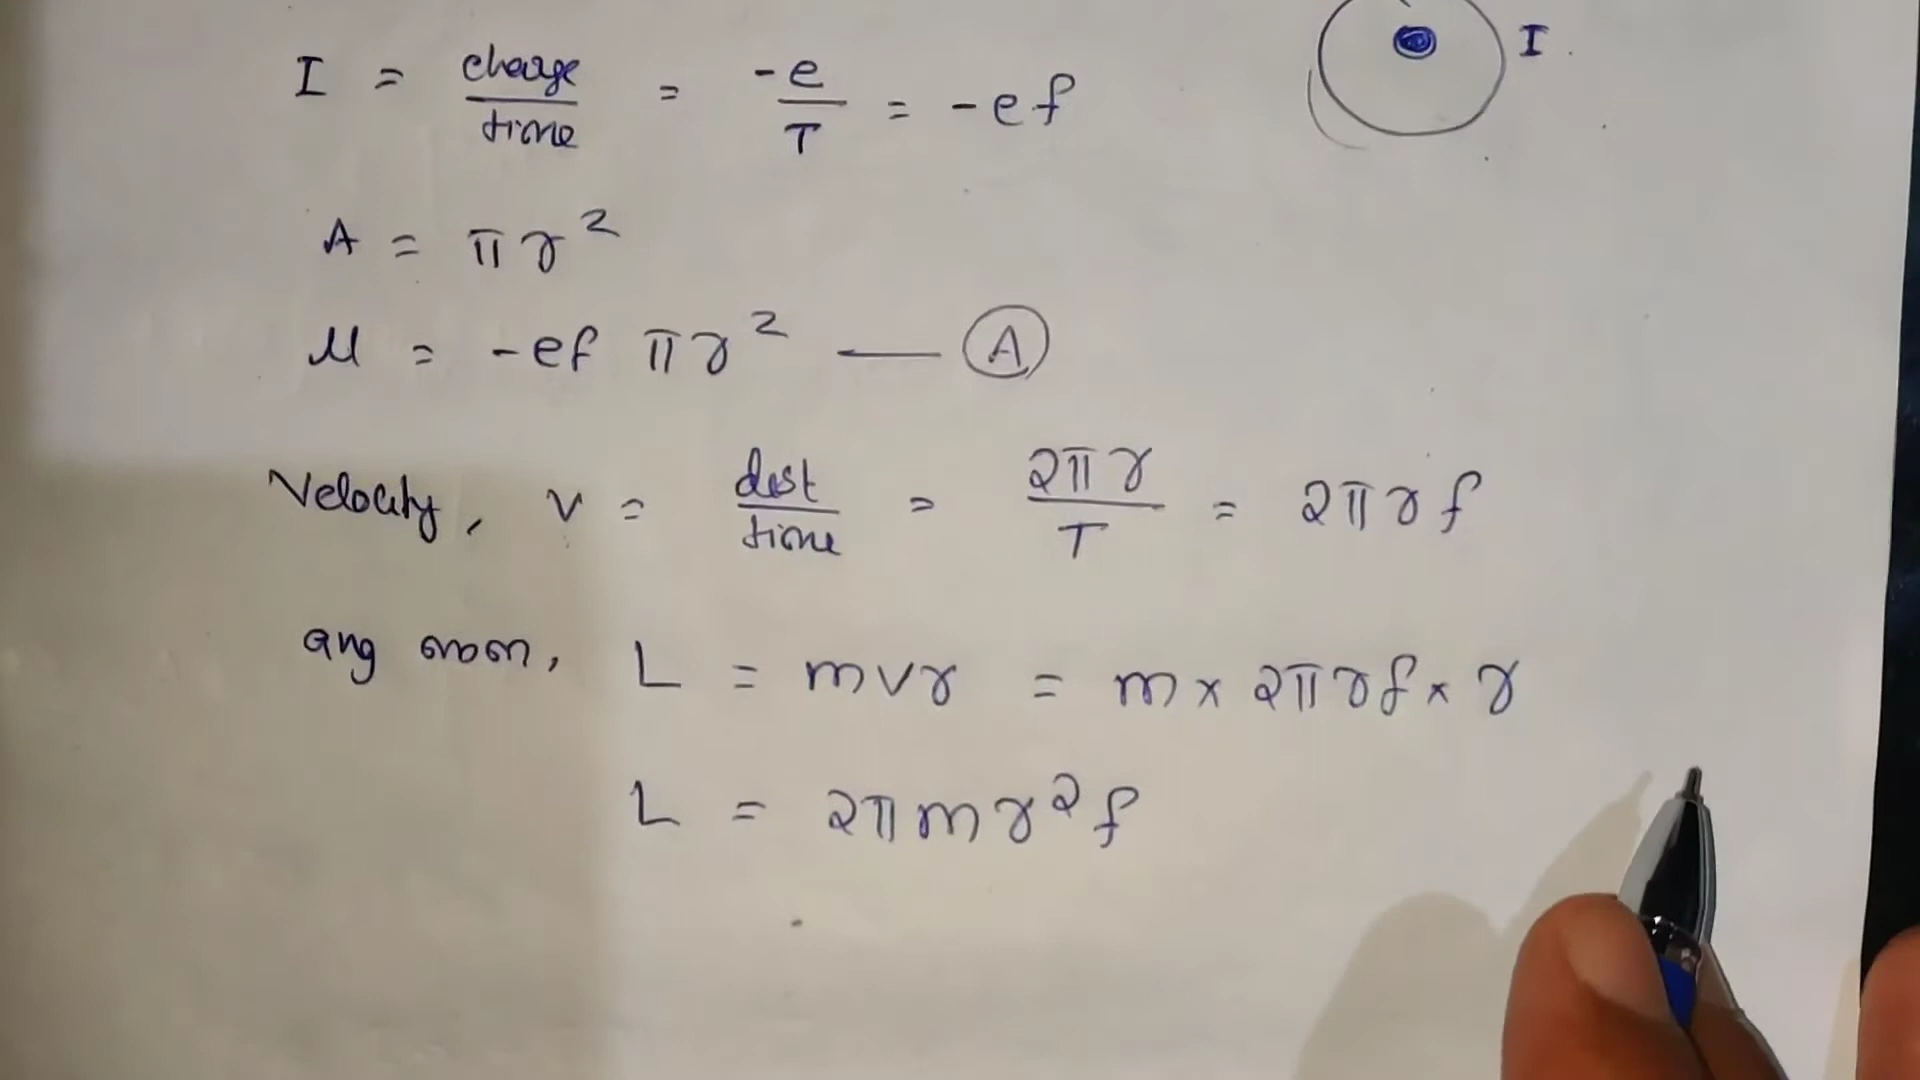 I = charge/time = -e/T = -ef
I
A = πr²
μ = -ef πr² — A
Velocity, v = dist/time = 2πr/T = 2πrf
ang mom, L = mvr = m × 2πrf × r
L = 2πmr²f